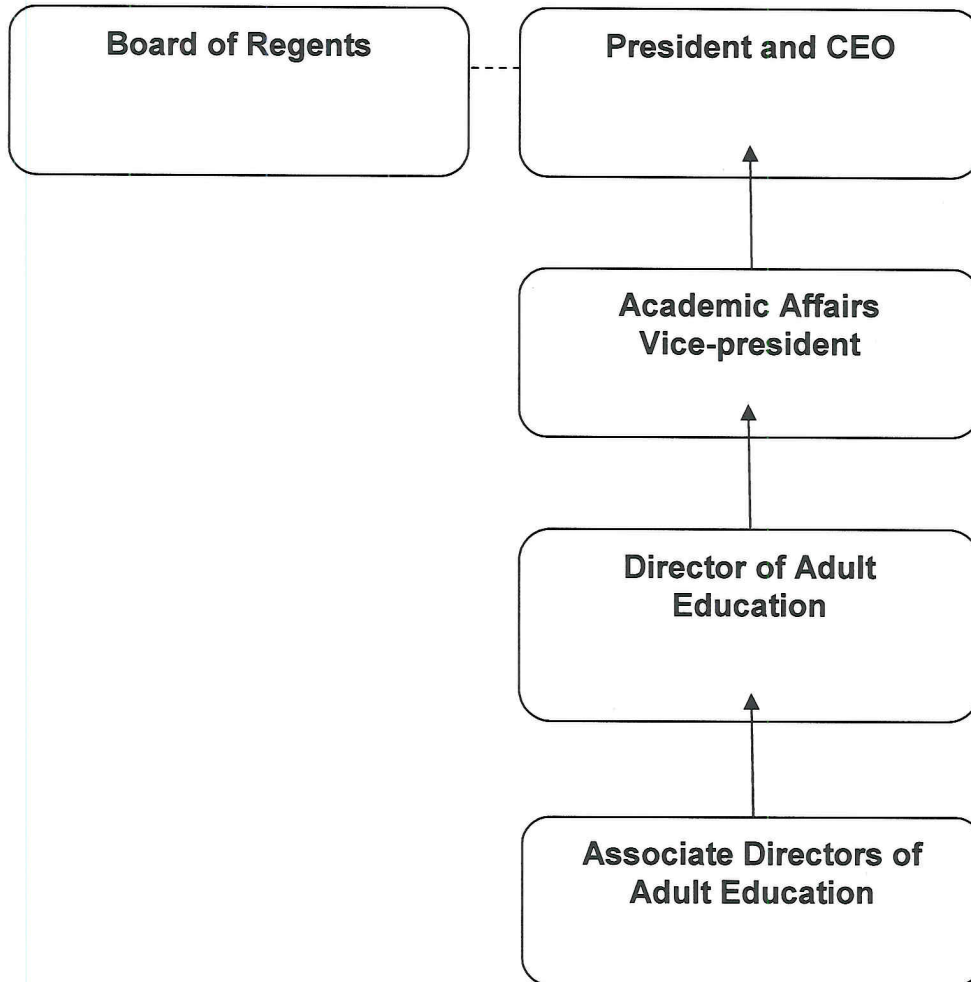 Board of Regents
President and CEO
Academic Affairs
Vice-president
Director of Adult
Education
Associate Directors of
Adult Education